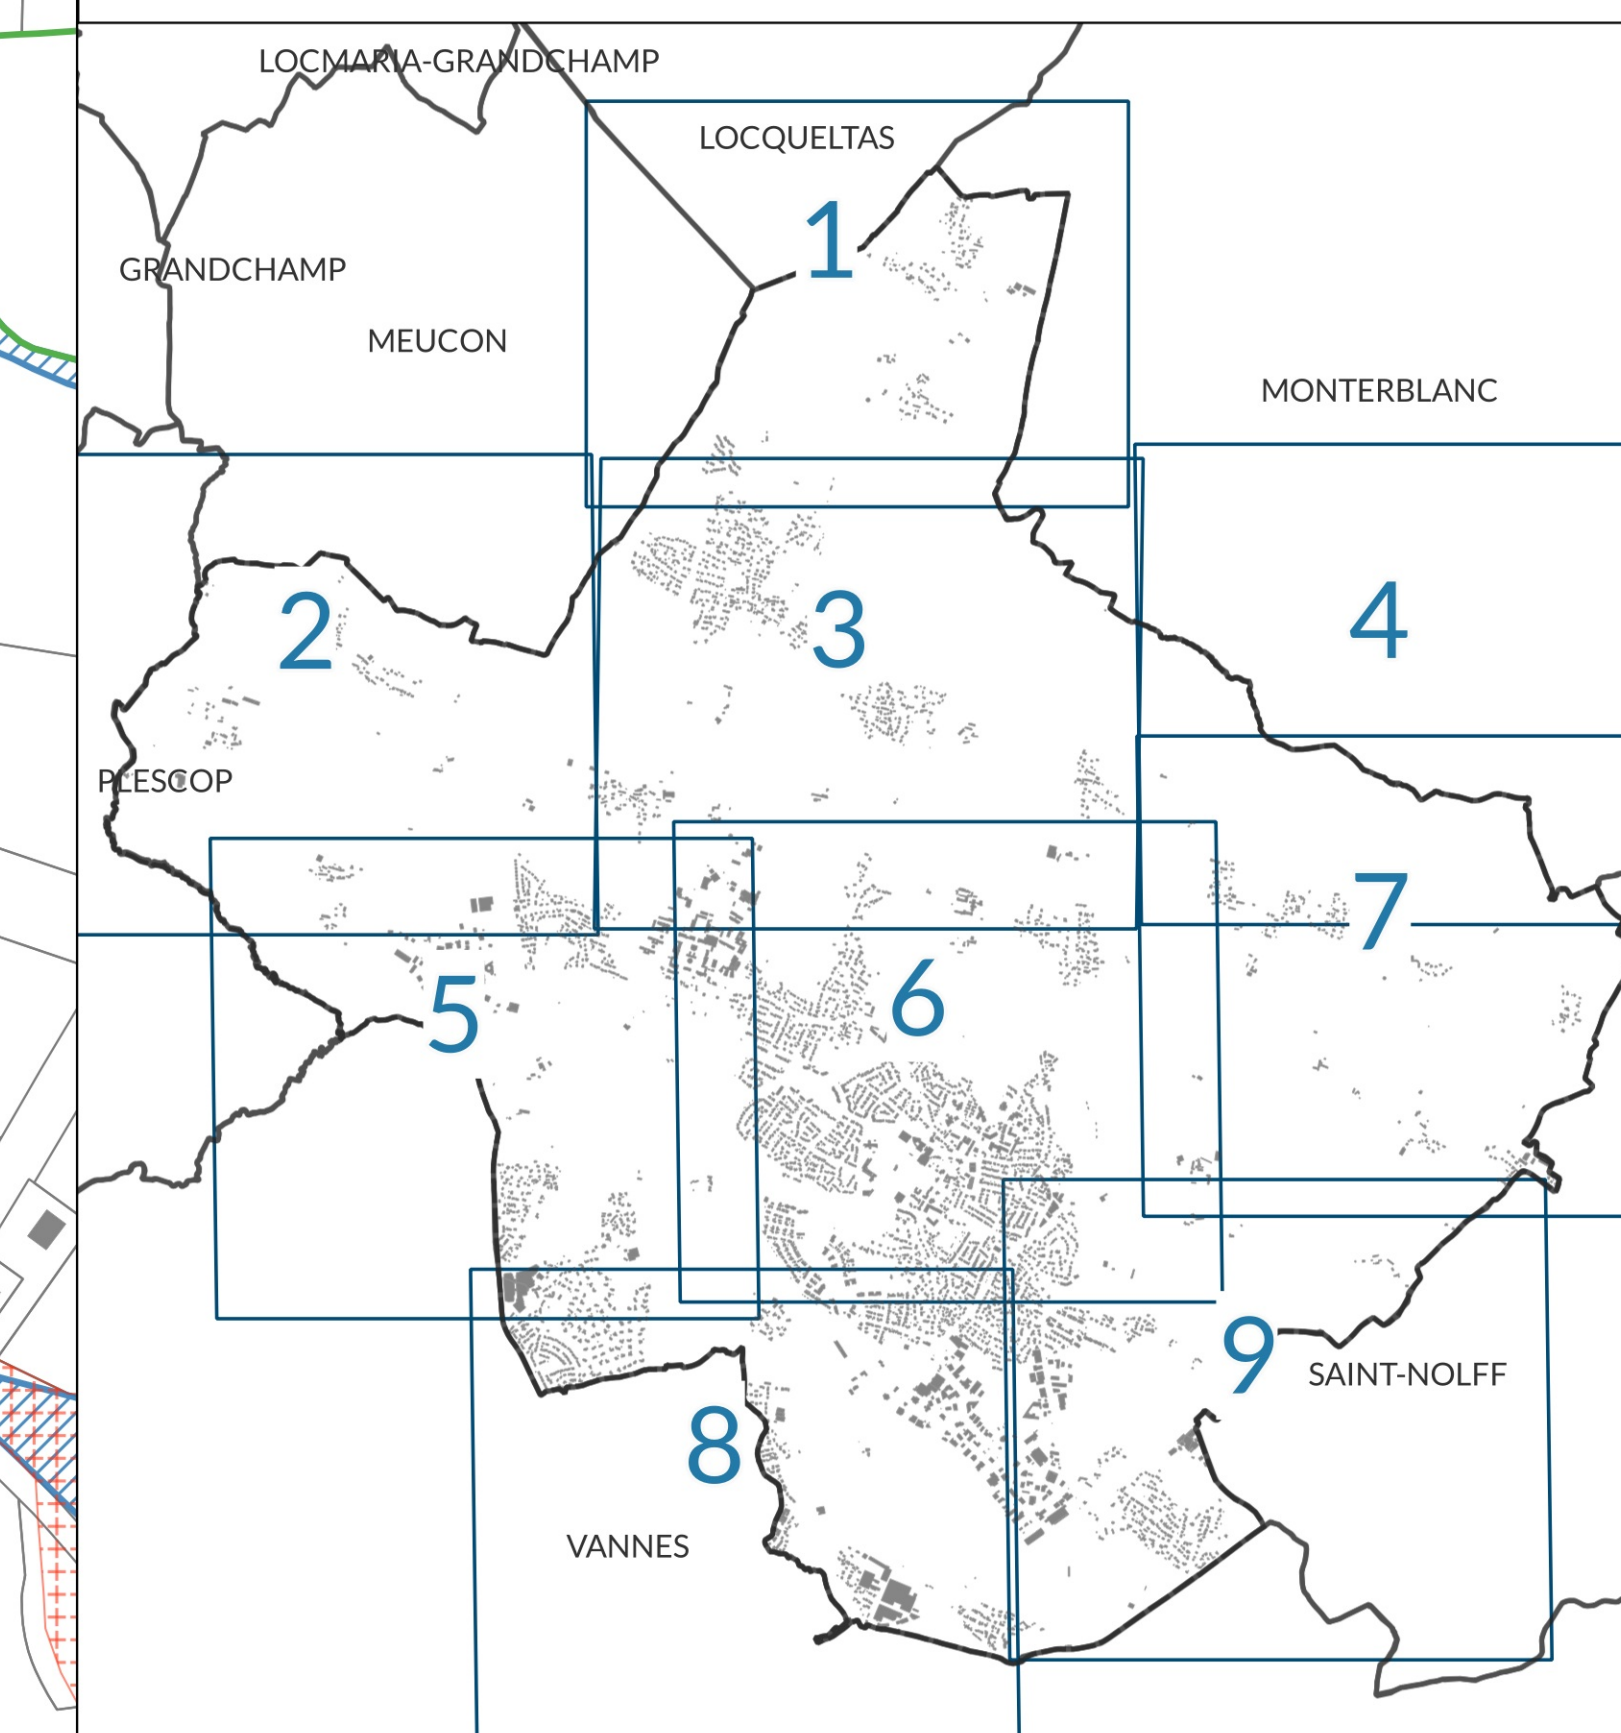 LOCMARIA-GRANDCHAMP
LOCQUELTAS
1
GRANDCHAMP
MEUCON
MONTERBLANC
2
3
4
PLESCOP
7
5
6
9
SAINT-NOLFF
8
VANNES